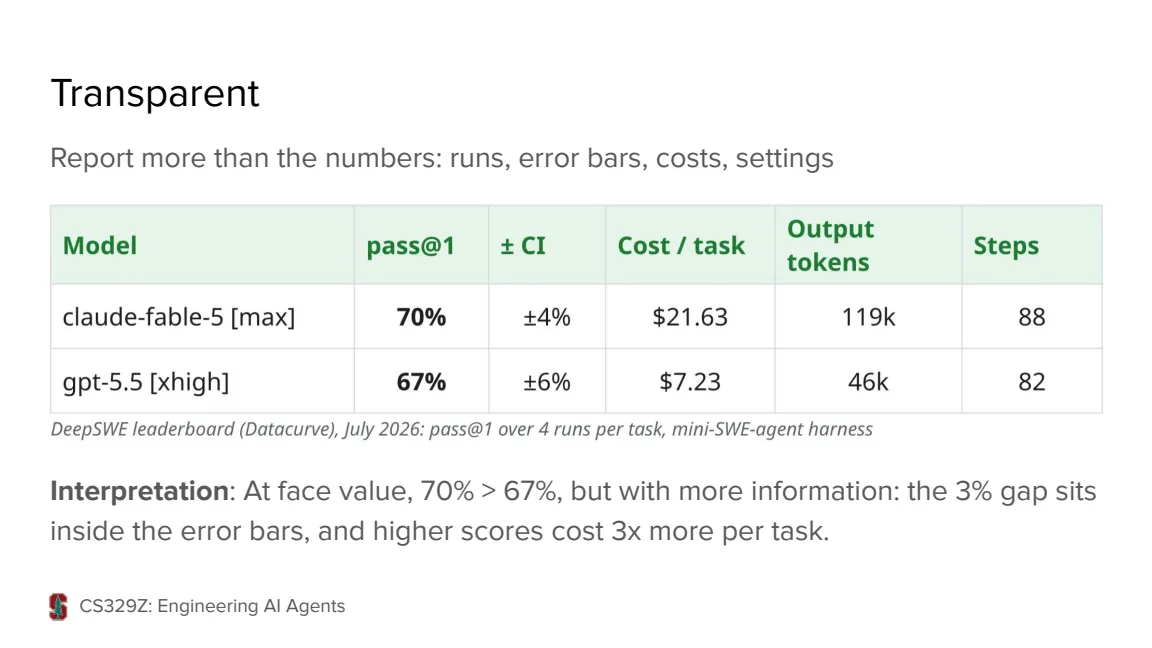 Transparent
Report more than the numbers: runs, error bars, costs, settings
Model pass@1 ± CI Cost / task Output tokens Steps
claude-fable-5 [max] 70% ±4% $21.63 119k 88
gpt-5.5 [xhigh] 67% ±6% $7.23 46k 82
DeepSWE leaderboard (Datacurve), July 2026: pass@1 over 4 runs per task, mini-SWE-agent harness
Interpretation: At face value, 70% > 67%, but with more information: the 3% gap sits
inside the error bars, and higher scores cost 3x more per task.
CS329Z: Engineering AI Agents